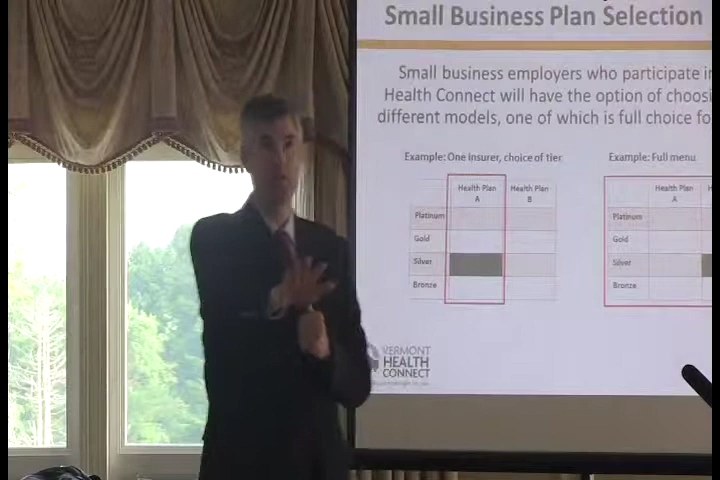 Small Business Plan Selection
Small business employers who participate in
Health Connect will have the option of choosi
different models, one of which is full choice fo
Example: One insurer, choice of tier
Example: Full menu
Health Plan
A
Health Plan
B
Platinum
Gold
Silver
Bronze
Health Plan
A
H
Platinum
Gold
Silver
Bronze
VERMONT
HEALTH
CONNECT